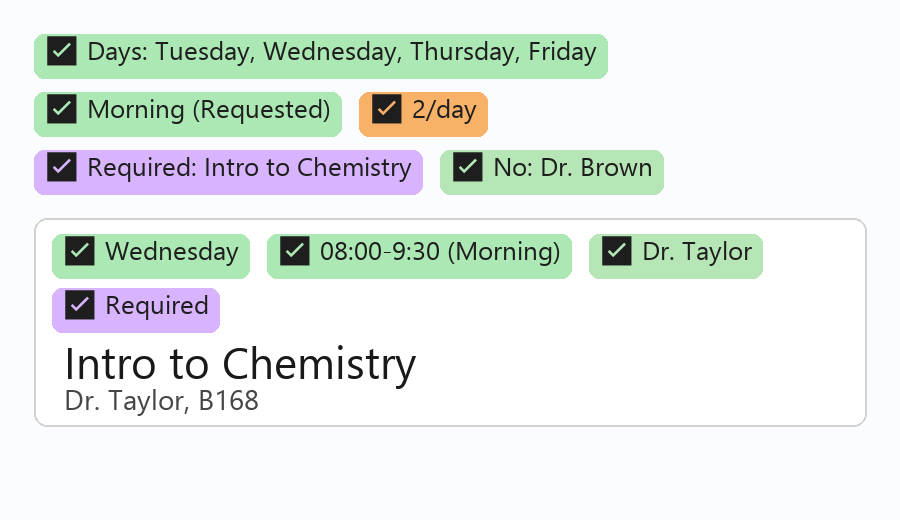 Days: Tuesday, Wednesday, Thursday, Friday
Morning (Requested) 2/day
Required: Intro to Chemistry No: Dr. Brown
Wednesday 08:00-9:30 (Morning) Dr. Taylor
Required
Intro to Chemistry
Dr. Taylor, B168